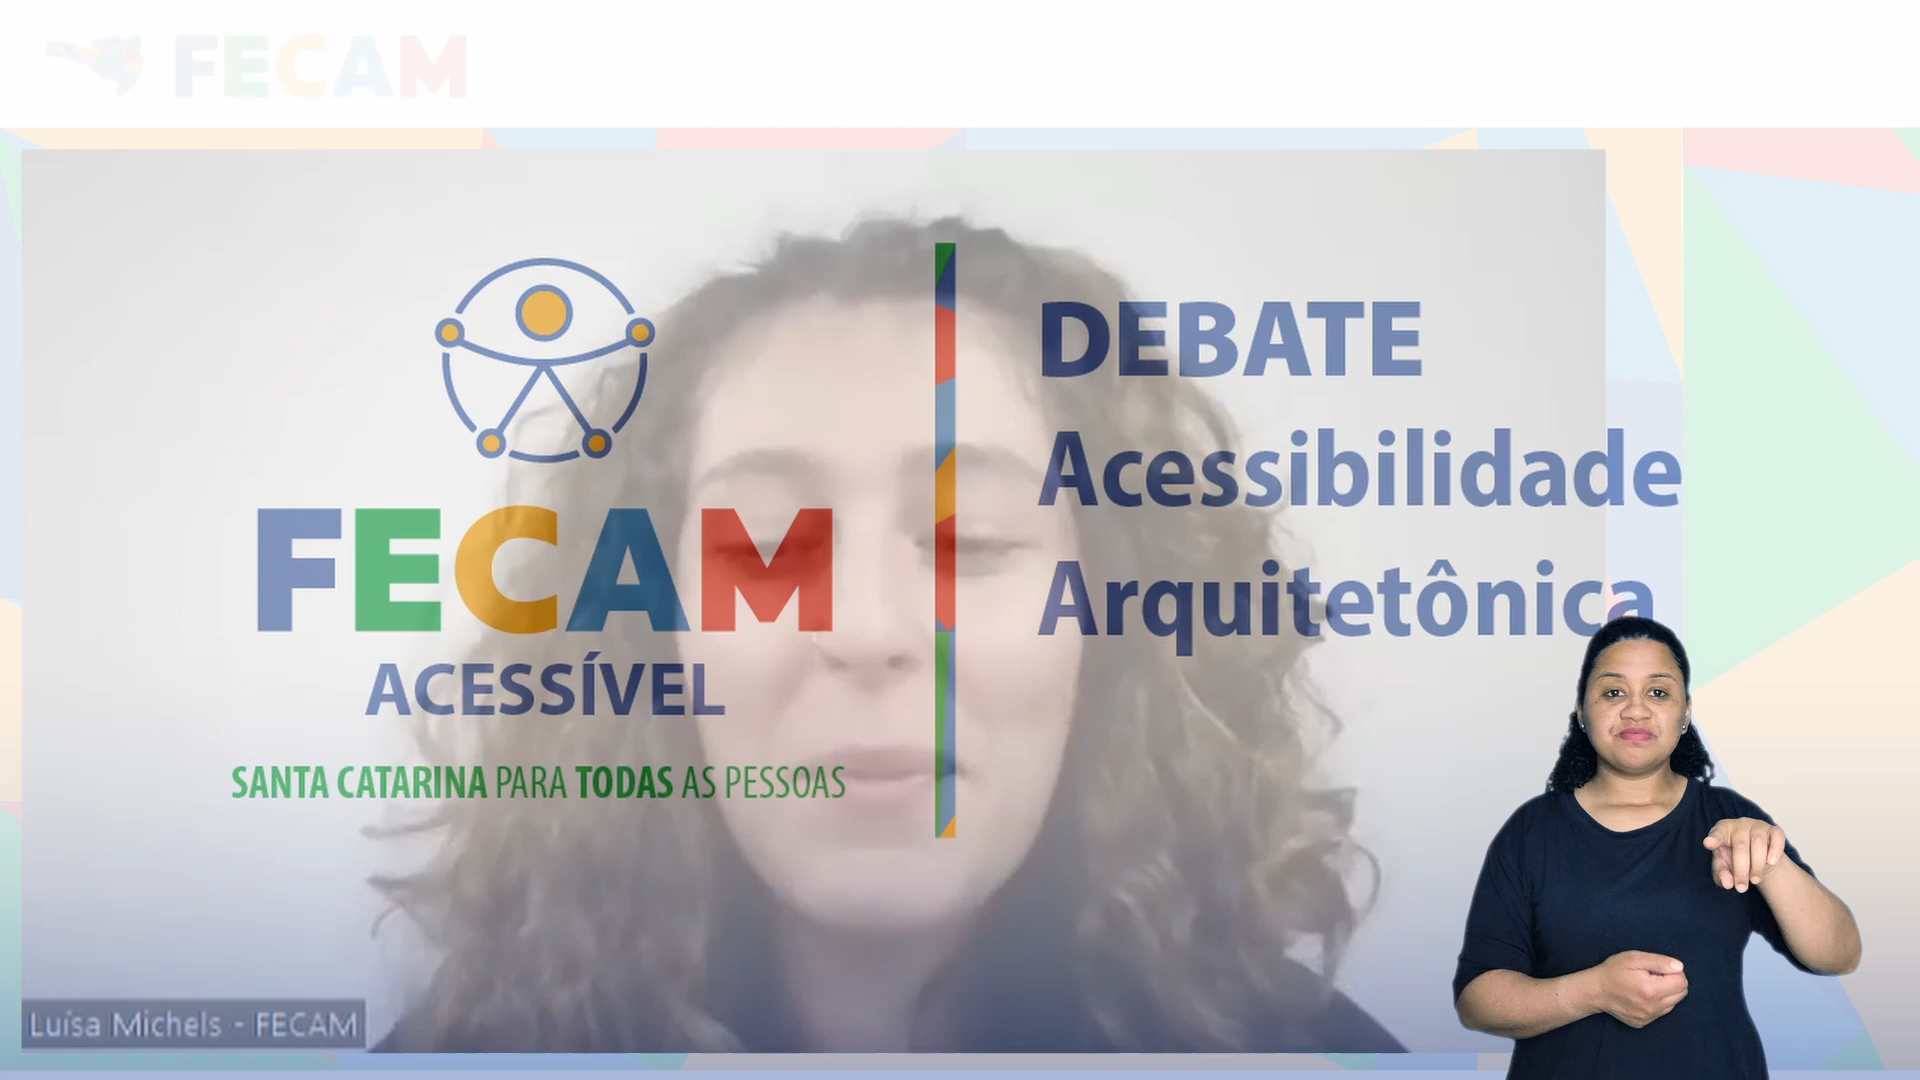 FECAM
DEBATE
Acessibilidade
Arquitetônica
FECAM
ACESSÍVEL
SANTA CATARINA PARA TODAS AS PESSOAS
Luísa Michels - FECAM